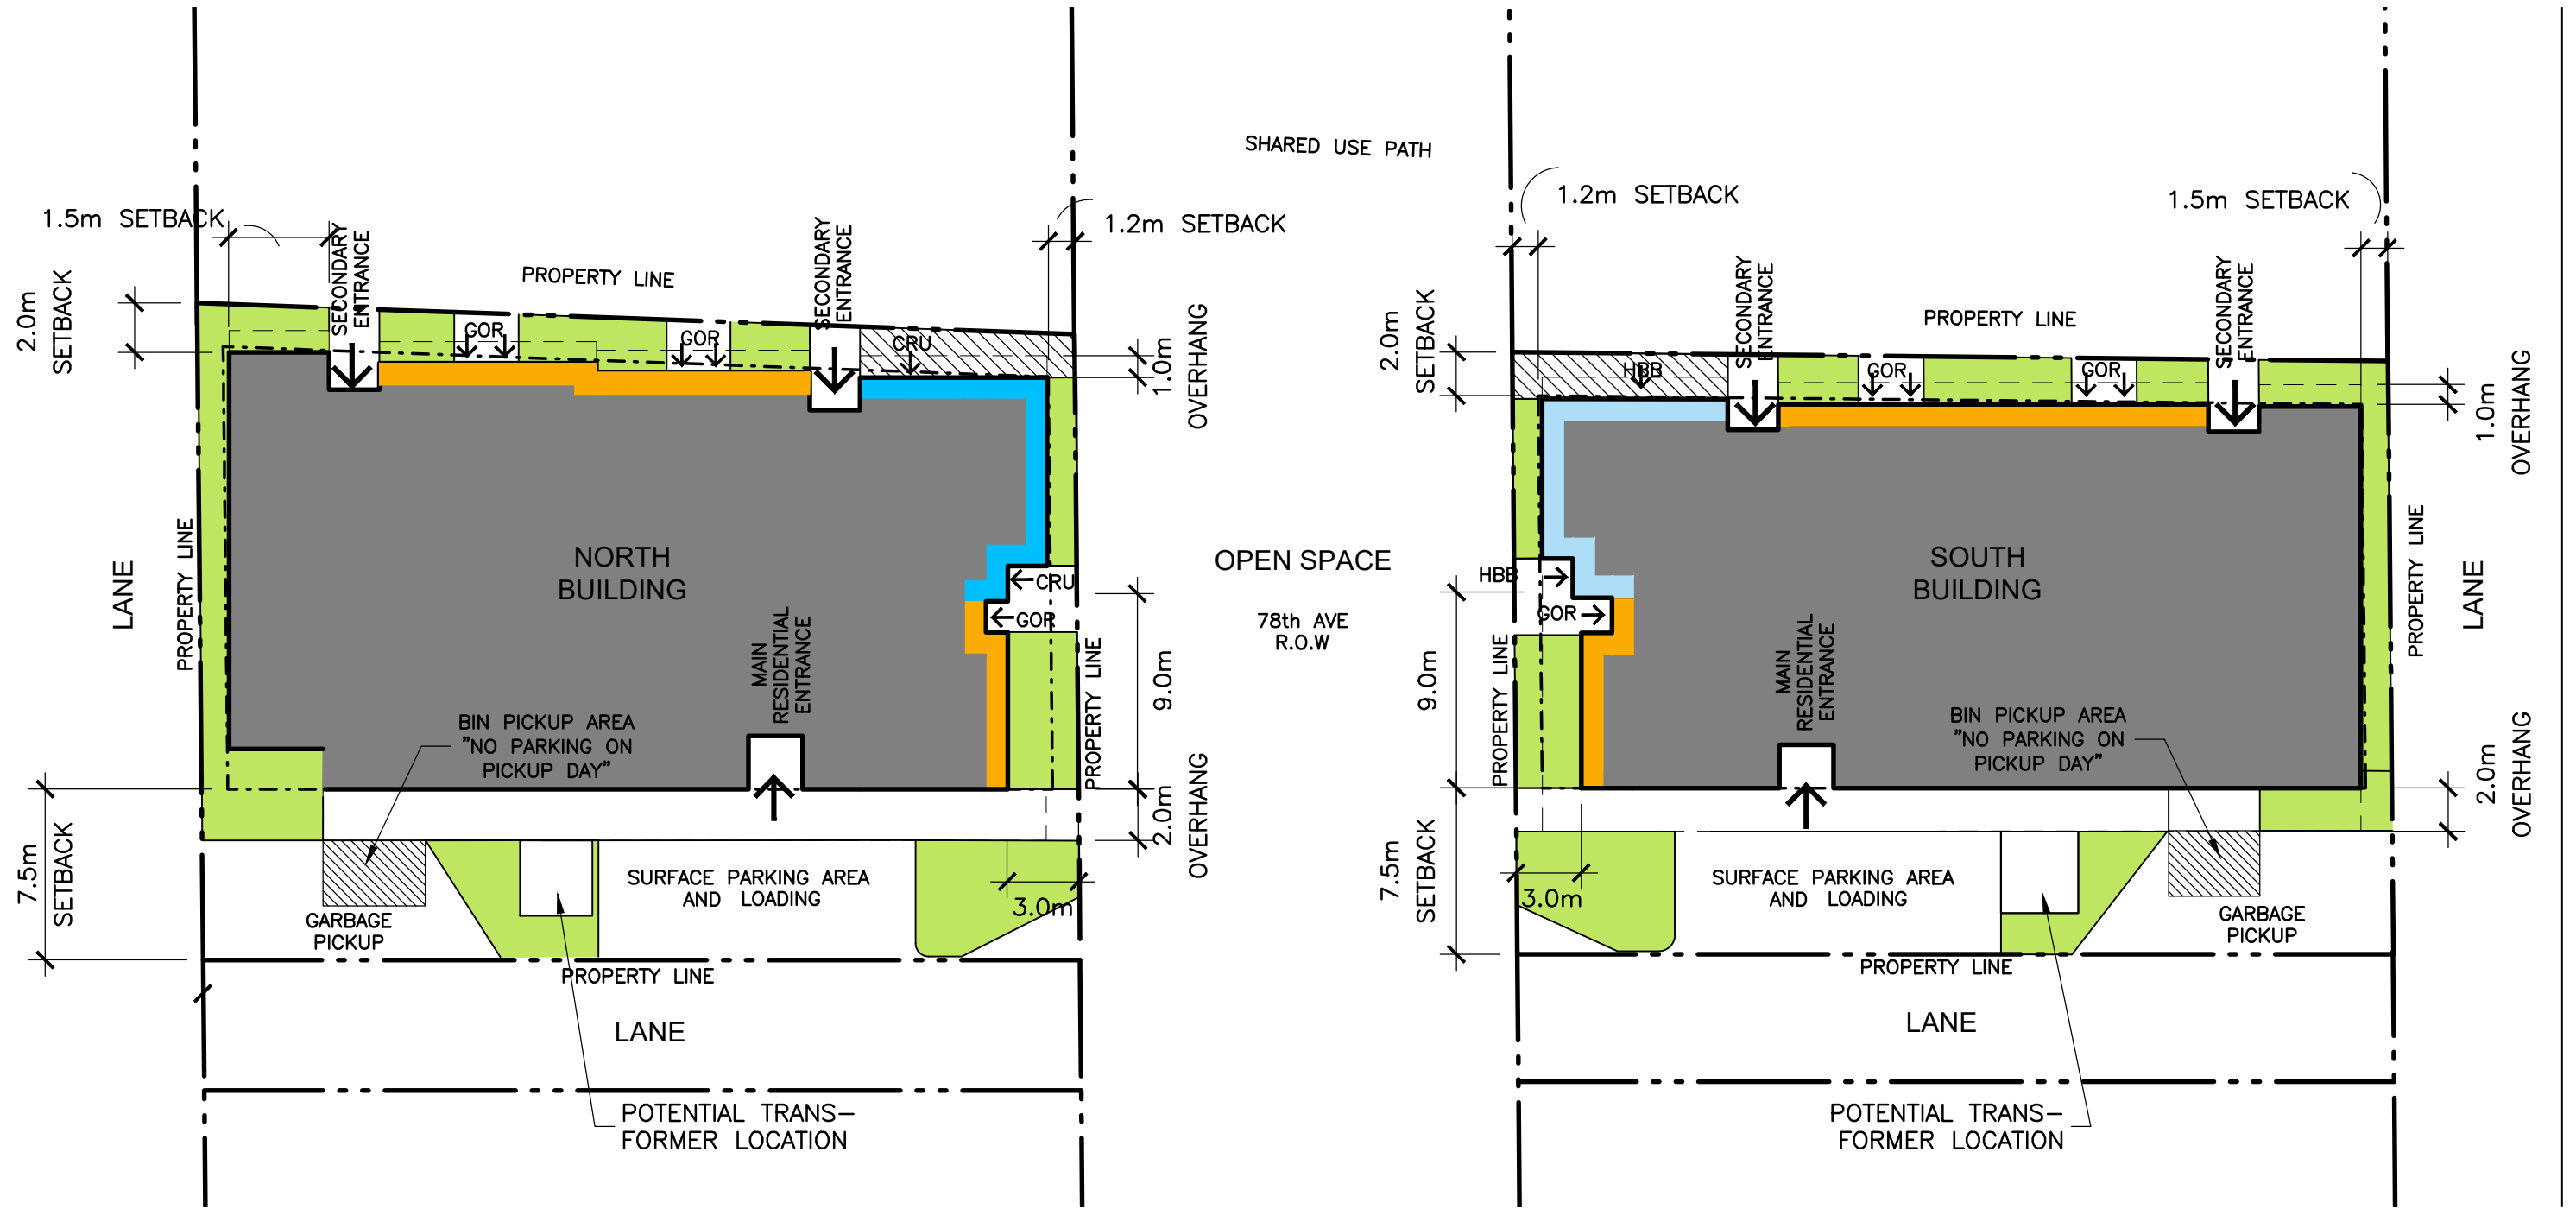 SHARED USE PATH
1.5m SETBACK
SECONDARY
ENTRANCE
PROPERTY LINE
SECONDARY
ENTRANCE
1.2m SETBACK
2.0m
SETBACK
GOR
GOR
CRU
1.0m
OVERHANG
LANE
PROPERTY LINE
NORTH
BUILDING
CRU
GOR
MAIN
RESIDENTIAL
ENTRANCE
PROPERTY LINE
9.0m
BIN PICKUP AREA
"NO PARKING ON
PICKUP DAY"
2.0m
OVERHANG
7.5m
SETBACK
GARBAGE
PICKUP
SURFACE PARKING AREA
AND LOADING
3.0m
PROPERTY LINE
LANE
POTENTIAL TRANS-
FORMER LOCATION
OPEN SPACE
78th AVE
R.O.W
1.2m SETBACK
1.5m SETBACK
SECONDARY
ENTRANCE
PROPERTY LINE
SECONDARY
ENTRANCE
2.0m
SETBACK
HBB
GOR
GOR
1.0m
OVERHANG
HBB
GOR
SOUTH
BUILDING
PROPERTY LINE
LANE
9.0m
PROPERTY LINE
MAIN
RESIDENTIAL
ENTRANCE
BIN PICKUP AREA
"NO PARKING ON
PICKUP DAY"
2.0m
OVERHANG
7.5m
SETBACK
3.0m
SURFACE PARKING AREA
AND LOADING
GARBAGE
PICKUP
PROPERTY LINE
LANE
POTENTIAL TRANS-
FORMER LOCATION